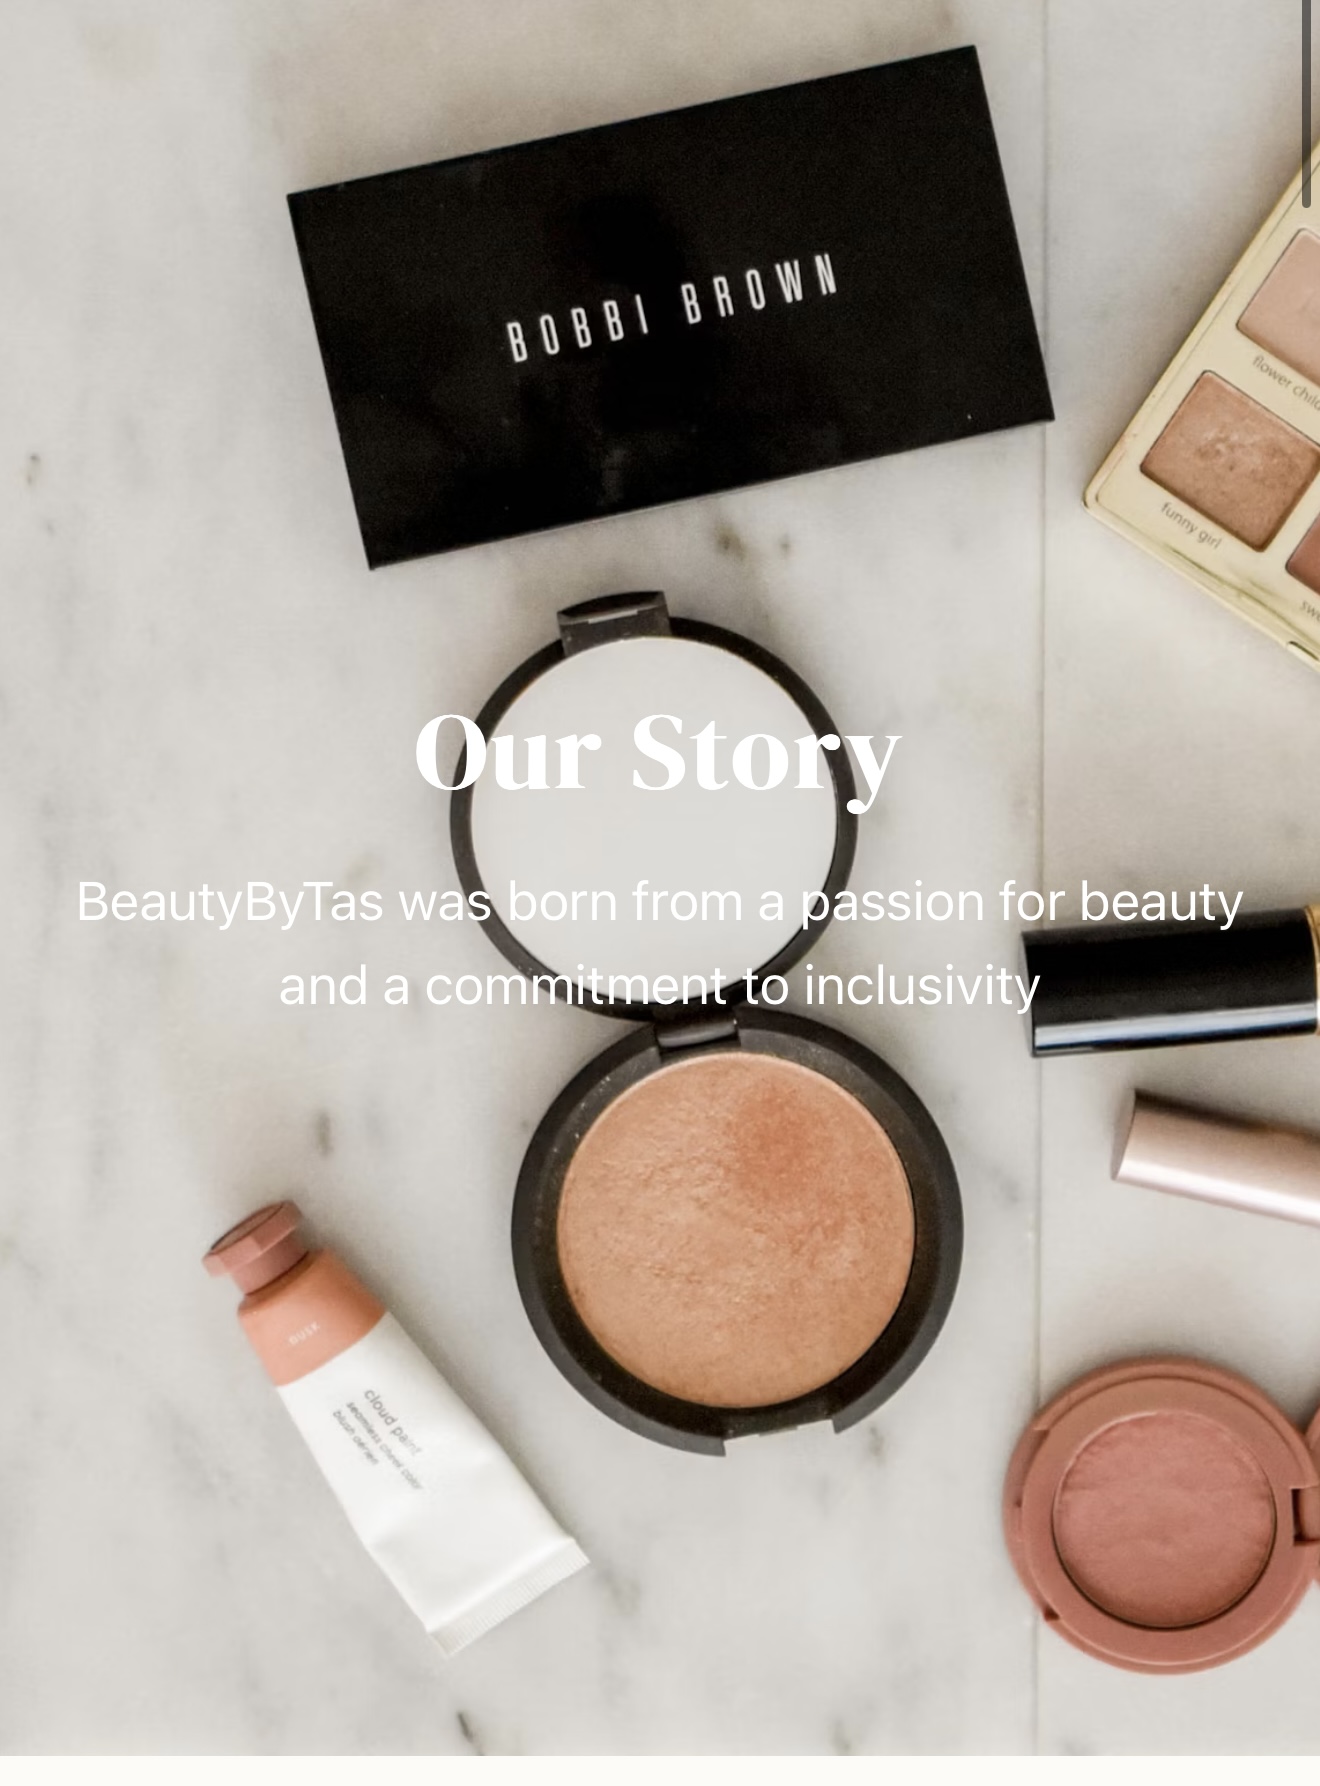 BOBBI BROWN
flower child
funny girl
Our Story
BeautyByTas was born from a passion for beauty
and a commitment to inclusivity
DUSK
cloud paint
seamless cheek color
blush aérien